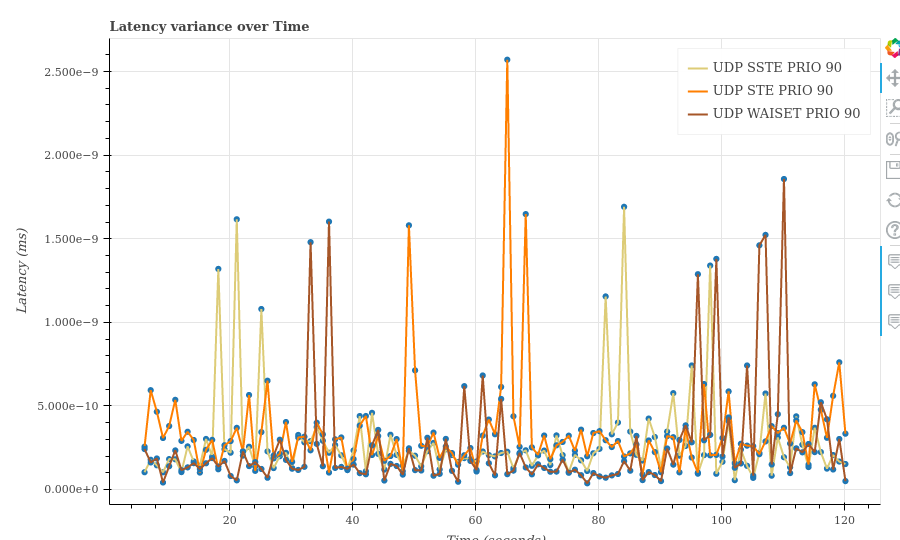 Latency variance over Time
UDP SSTE PRIO 90
UDP STE PRIO 90
UDP WAISET PRIO 90
Latency (ms)
2.500e−9
2.000e−9
1.500e−9
1.000e−9
5.000e−10
0.000e+0
20 40 60 80 100 120
Time (seconds)